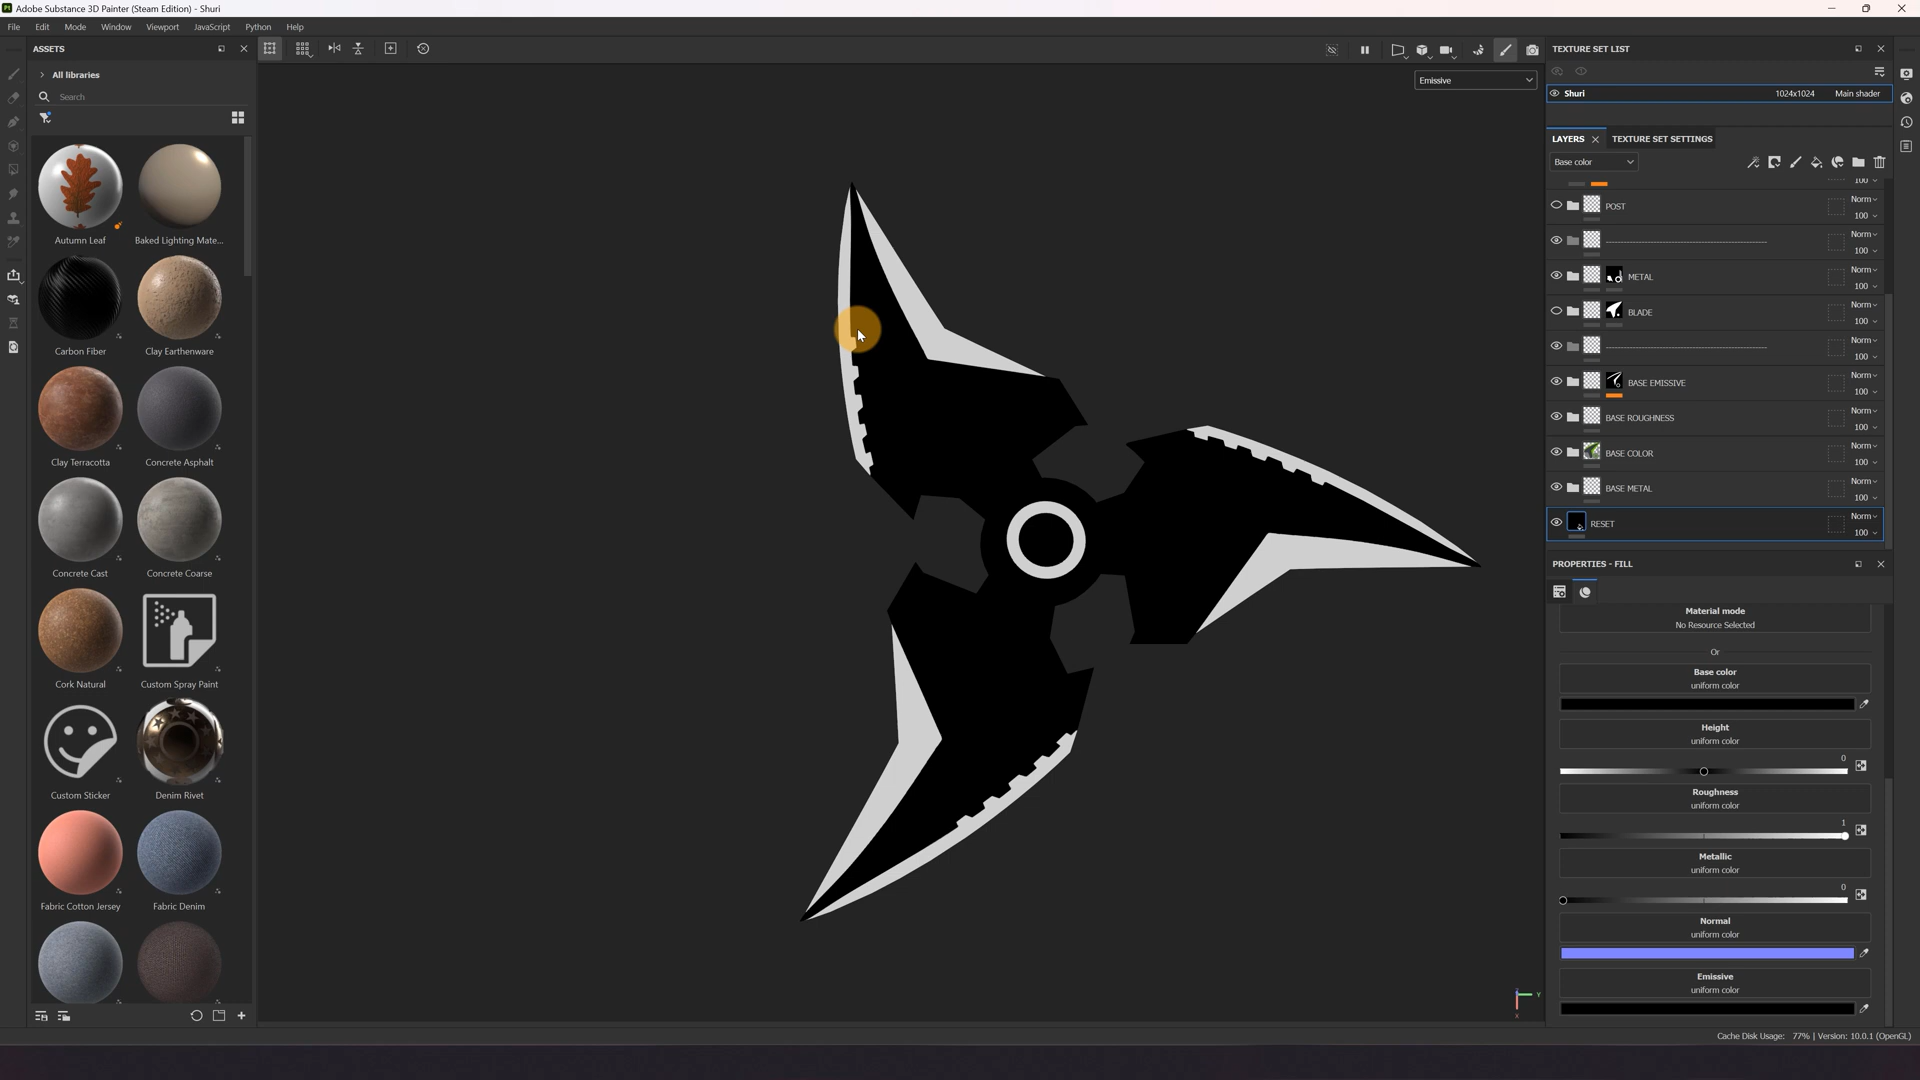 Adobe Substance 3D Painter (Steam Edition) - Shuri
File Edit Mode Window Viewport JavaScript Python Help
ASSETS
All libraries
Search
Autumn Leaf
Baked Lighting Mate...
Carbon Fiber
Clay Earthenware
Clay Terracotta
Concrete Asphalt
Concrete Cast
Concrete Coarse
Cork Natural
Custom Spray Paint
Custom Sticker
Denim Rivet
Fabric Cotton Jersey
Fabric Denim
Emissive
TEXTURE SET LIST
Shuri 1024x1024 Main shader
LAYERS TEXTURE SET SETTINGS
Base color
100
POST Norm
100
Norm
100
METAL Norm
100
BLADE Norm
100
Norm
100
BASE EMISSIVE Norm
100
BASE ROUGHNESS Norm
100
BASE COLOR Norm
100
BASE METAL Norm
100
RESET Norm
100
PROPERTIES - FILL
Material mode
No Resource Selected
Or
Base color
uniform color
Height
uniform color
0
Roughness
uniform color
1
Metallic
uniform color
0
Normal
uniform color
Emissive
uniform color
Y
X
Cache Disk Usage: 77% | Version: 10.0.1 (OpenGL)